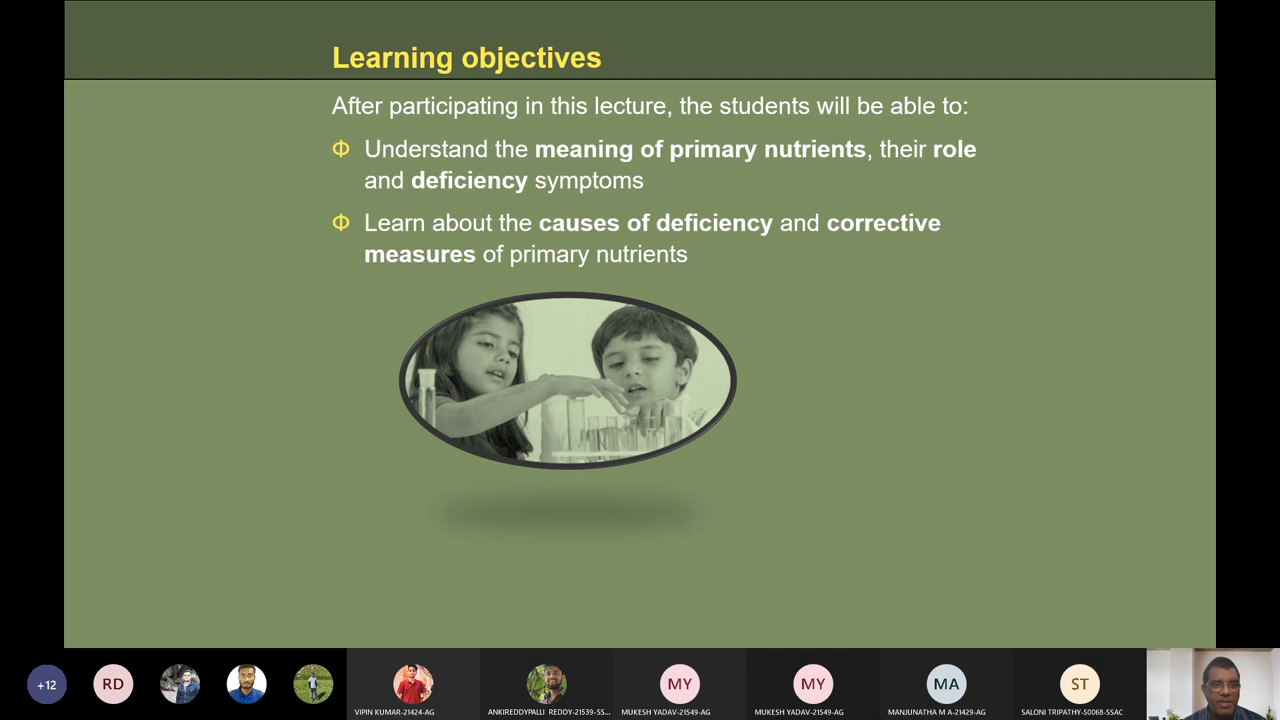 Learning objectives
After participating in this lecture, the students will be able to:
Φ Understand the meaning of primary nutrients, their role
and deficiency symptoms
Φ Learn about the causes of deficiency and corrective
measures of primary nutrients
+12
RD
MY
MY
MA
ST
VIPIN KUMAR-21424-AG
ANKIREDDYPALLI REDDY-21539-SS...
MUKESH YADAV-21549-AG
MUKESH YADAV-21549-AG
MANJUNATHA M A-21429-AG
SALONI TRIPATHY-50068-SSAC